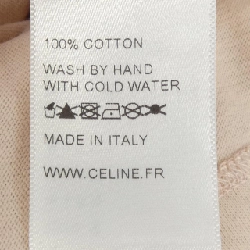 100% COTTON
WASH BY HAND
WITH COLD WATER
MADE IN ITALY
WWW.CELINE.FR